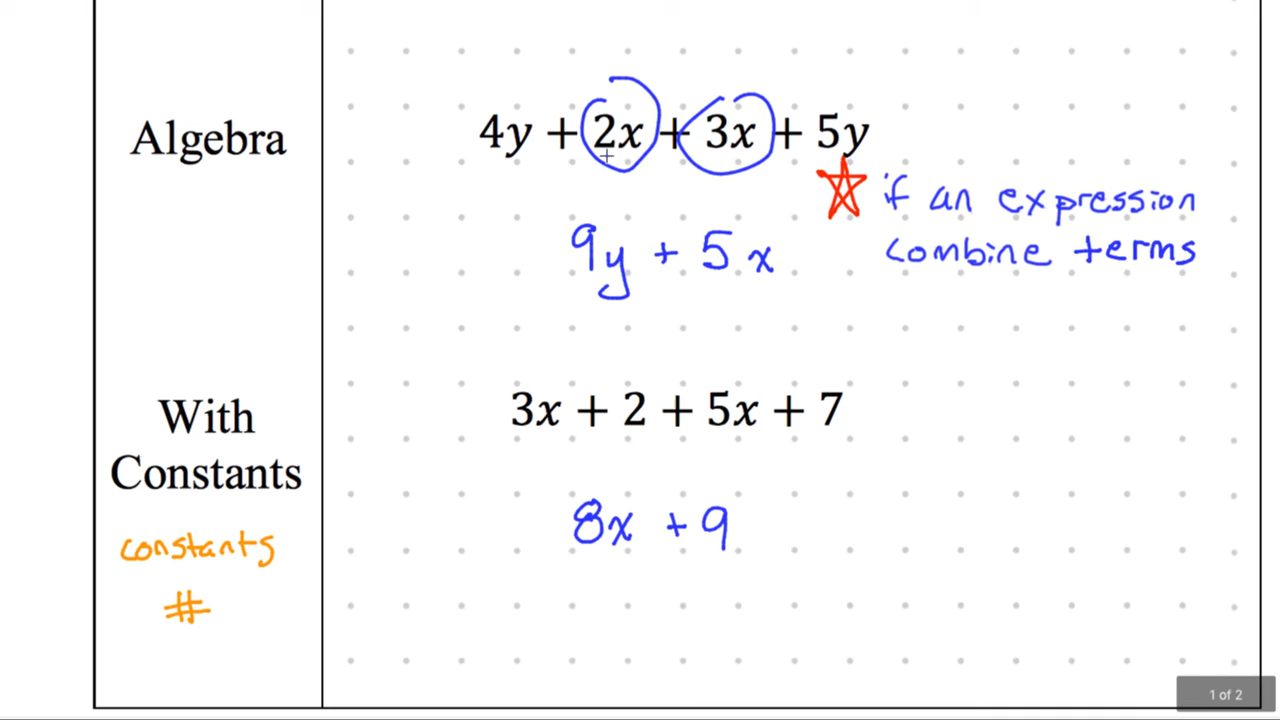 Algebra
4y + 2x + 3x + 5y
if an expression
combine terms
9y + 5x
With
Constants
constants
#
3x + 2 + 5x + 7
8x + 9
1 of 2